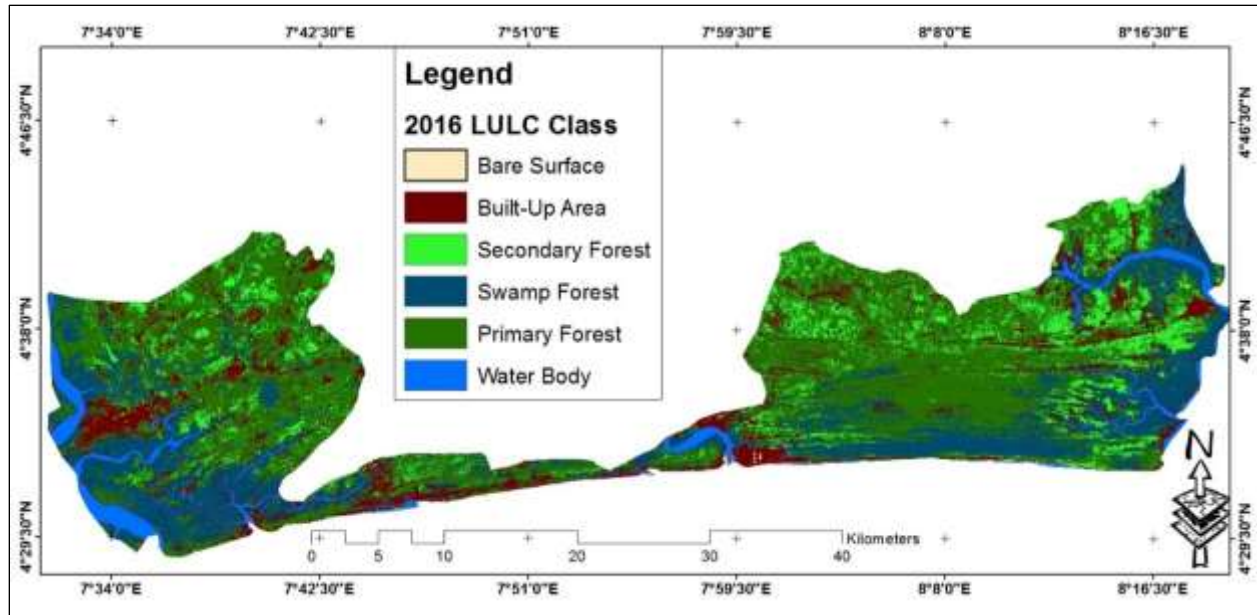 7°34'0"E 7°42'30"E 7°51'0"E 7°59'30"E 8°8'0"E 8°16'30"E
4°46'30"N 4°46'30"N
4°38'0"N 4°38'0"N
4°29'30"N 4°29'30"N
Legend
2016 LULC Class
Bare Surface
Built-Up Area
Secondary Forest
Swamp Forest
Primary Forest
Water Body
N
Kilometers
0 5 10 20 30 40
7°34'0"E 7°42'30"E 7°51'0"E 7°59'30"E 8°8'0"E 8°16'30"E